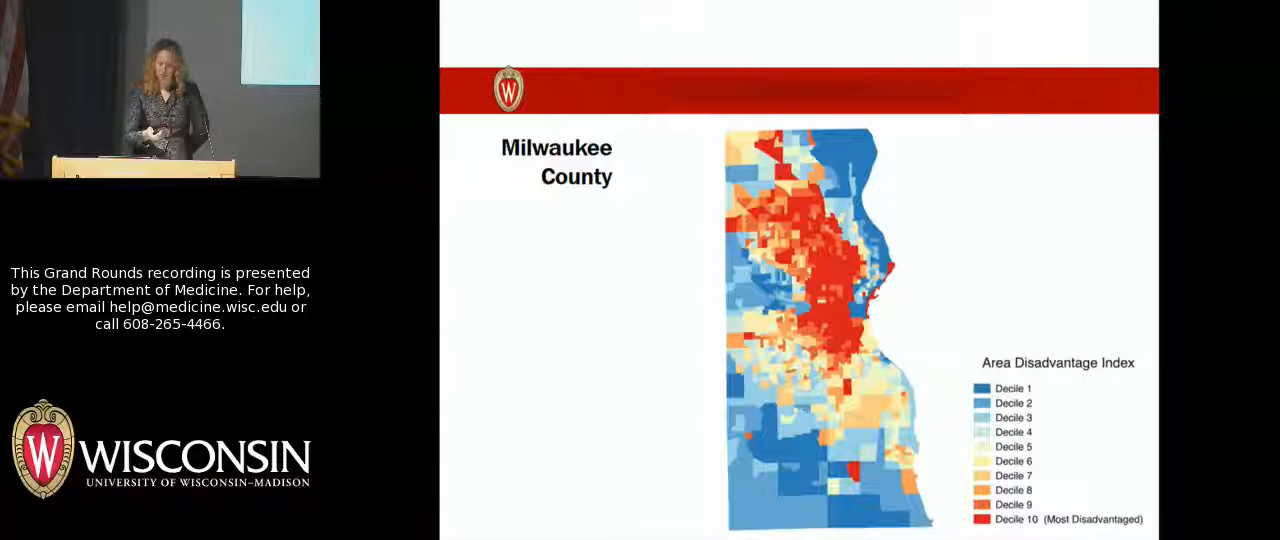 This Grand Rounds recording is presented
by the Department of Medicine. For help,
please email help@medicine.wisc.edu or
call 608-265-4466.
W
WISCONSIN
UNIVERSITY OF WISCONSIN–MADISON
W
Milwaukee
County
Area Disadvantage Index
Decile 1
Decile 2
Decile 3
Decile 4
Decile 5
Decile 6
Decile 7
Decile 8
Decile 9
Decile 10 (Most Disadvantaged)